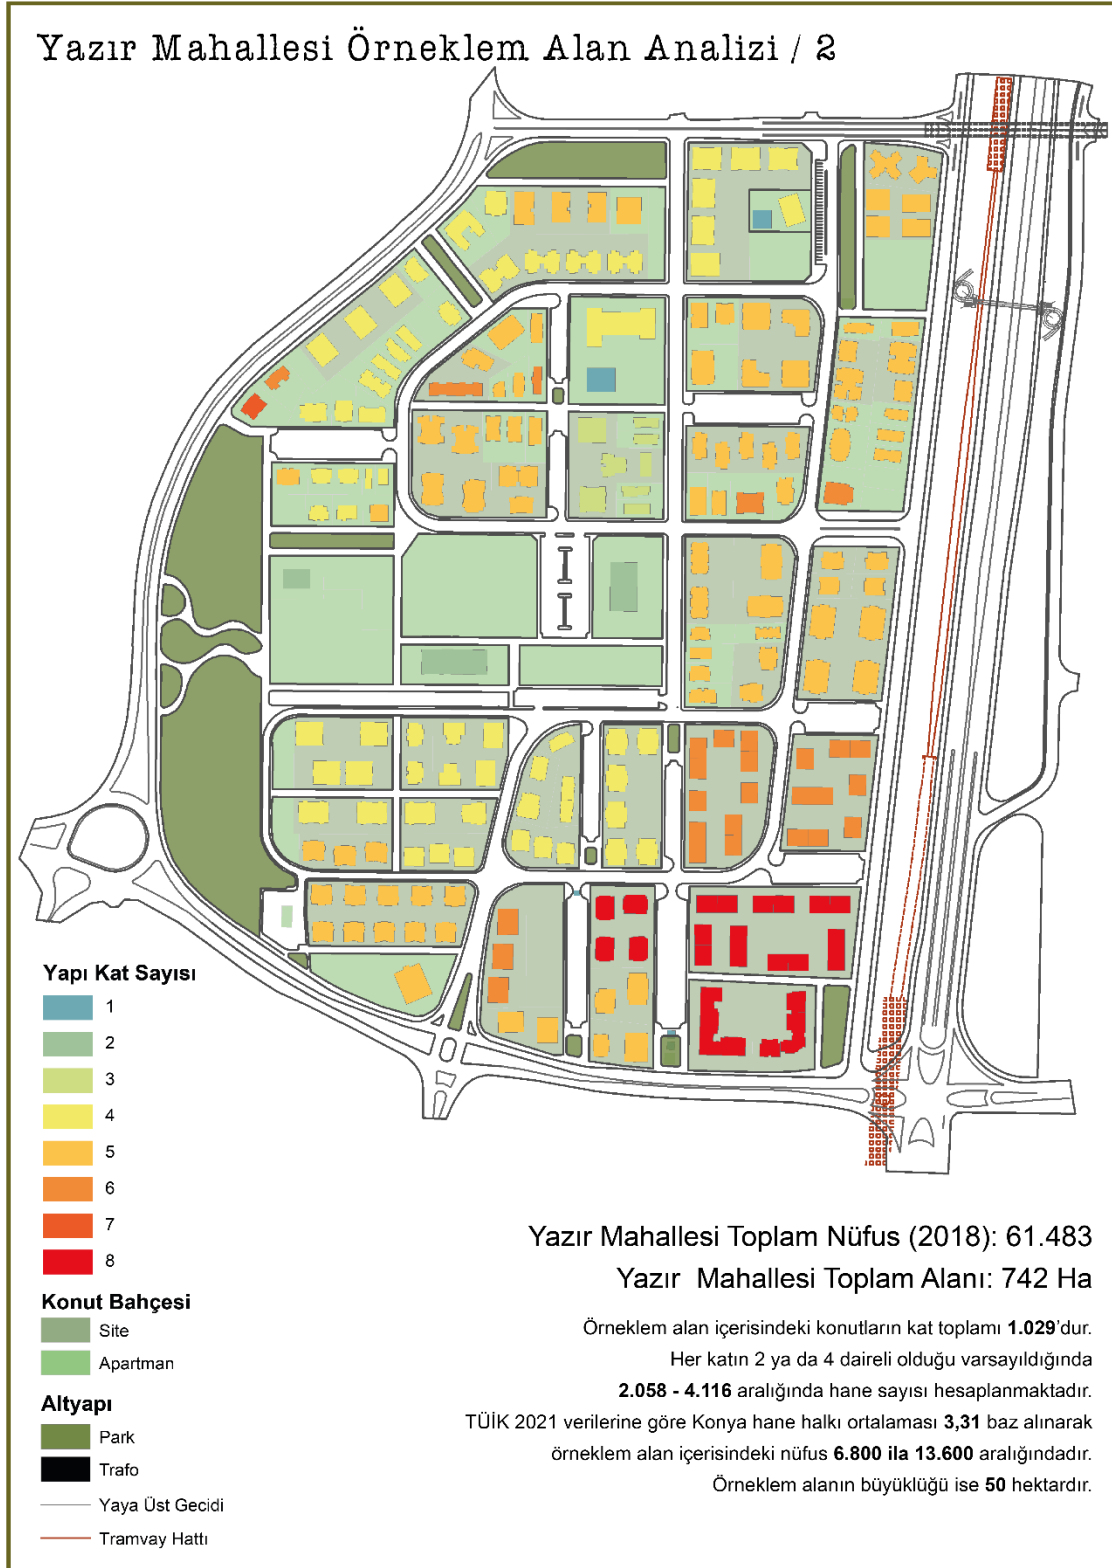 Yazır Mahallesi Örneklem Alan Analizi / 2
Yapı Kat Sayısı
1
2
3
4
5
6
7
8
Konut Bahçesi
Site
Apartman
Altyapı
Park
Trafo
Yaya Üst Gecidi
Tramvay Hattı
Yazır Mahallesi Toplam Nüfus (2018): 61.483
Yazır Mahallesi Toplam Alanı: 742 Ha
Örneklem alan içerisindeki konutların kat toplamı 1.029’dur.
Her katın 2 ya da 4 daireli olduğu varsayıldığında
2.058 - 4.116 aralığında hane sayısı hesaplanmaktadır.
TÜİK 2021 verilerine göre Konya hane halkı ortalaması 3,31 baz alınarak
örneklem alan içerisindeki nüfus 6.800 ila 13.600 aralığındadır.
Örneklem alanın büyüklüğü ise 50 hektardır.